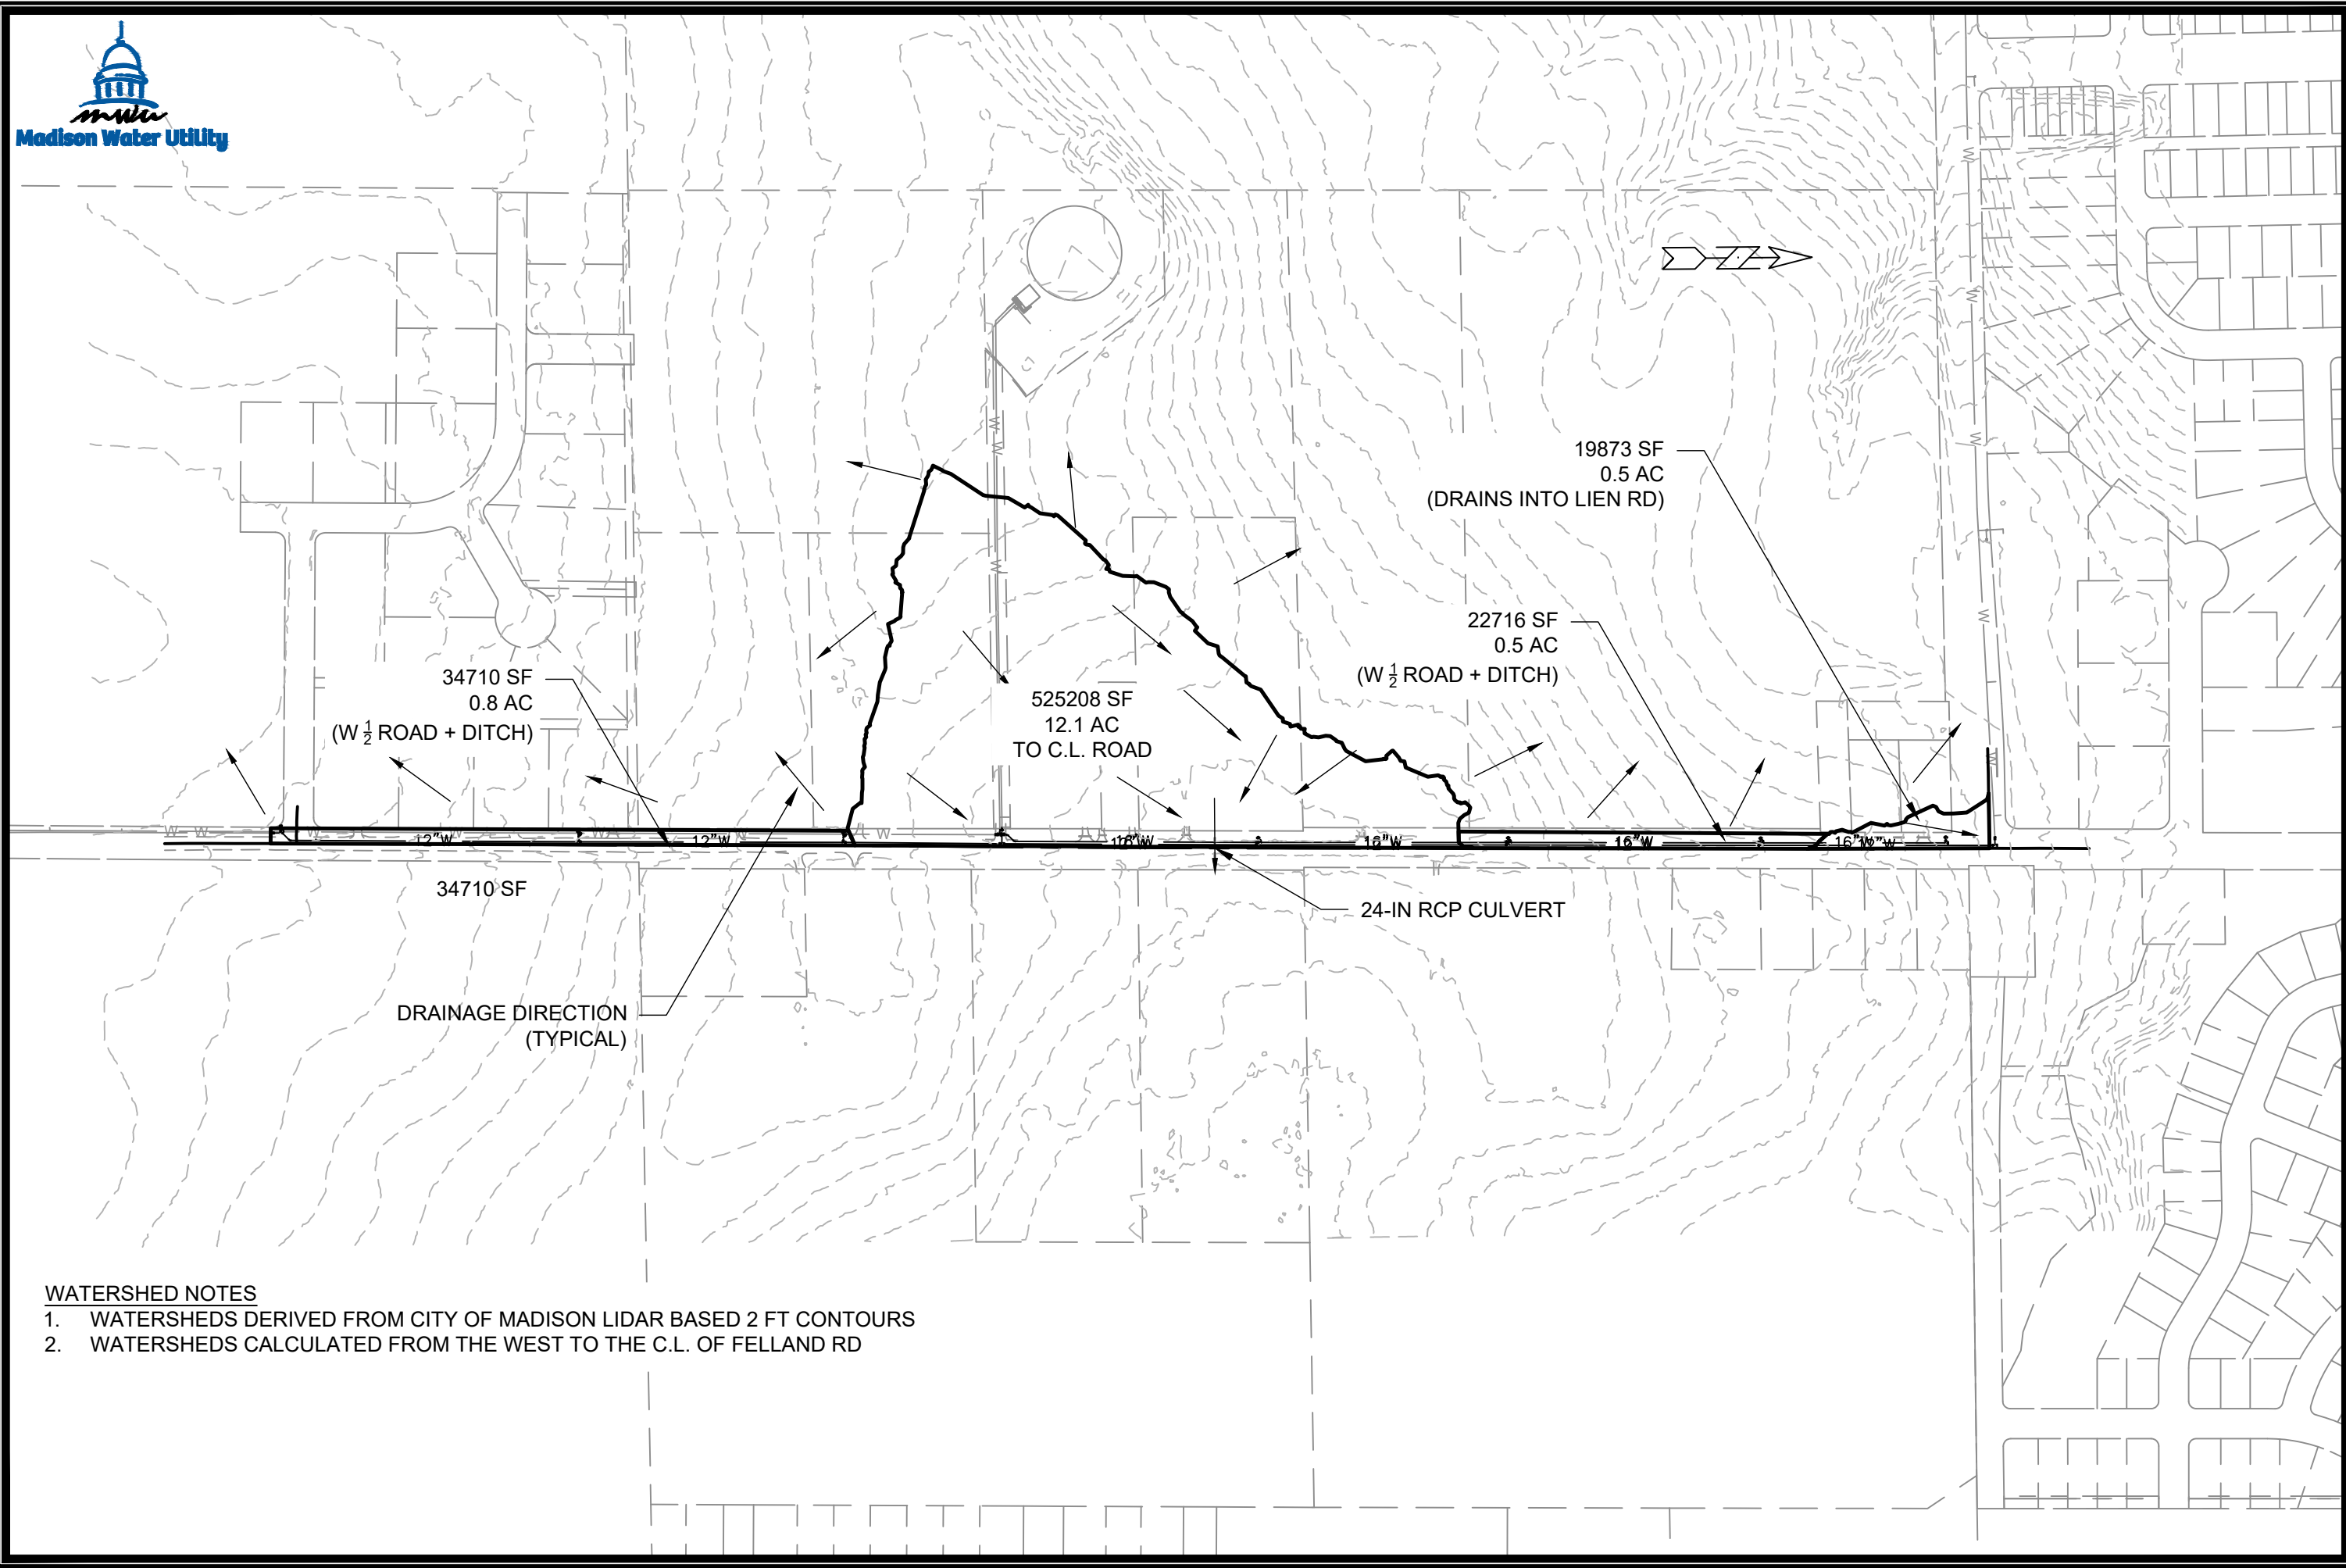 mwu
Madison Water Utility
19873 SF
0.5 AC
(DRAINS INTO LIEN RD)
22716 SF
0.5 AC
(W 1/2 ROAD + DITCH)
34710 SF
0.8 AC
(W 1/2 ROAD + DITCH)
525208 SF
12.1 AC
TO C.L. ROAD
12"W
12"W
16"W
16"W
16"W
34710 SF
24-IN RCP CULVERT
DRAINAGE DIRECTION
(TYPICAL)
WATERSHED NOTES
1. WATERSHEDS DERIVED FROM CITY OF MADISON LIDAR BASED 2 FT CONTOURS
2. WATERSHEDS CALCULATED FROM THE WEST TO THE C.L. OF FELLAND RD